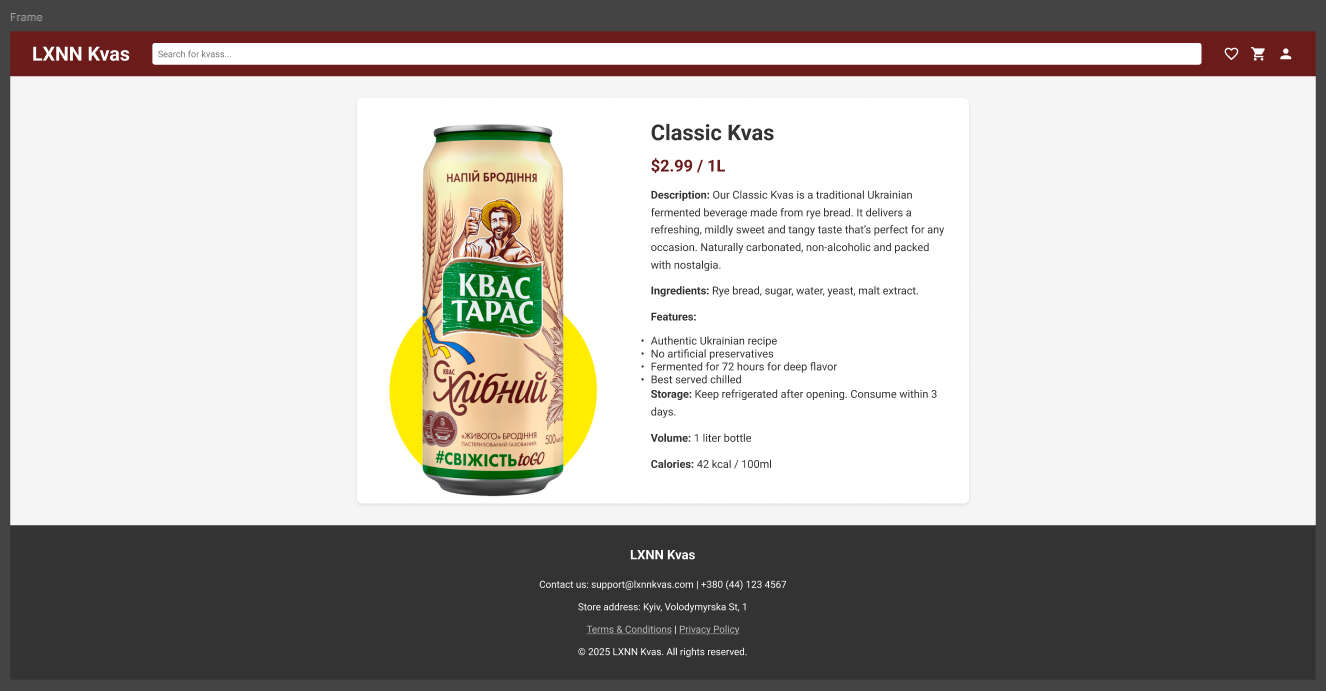 Frame
LXNN Kvas
Search for kvass...
НАПІЙ БРОДІННЯ
КВАС
ТАРАС
КВАС
Хлібний
«ЖИВОГО» БРОДІННЯ
ПАСТЕРИЗОВАНИЙ ГАЗОВАНИЙ
500
#СВІЖІСТЬtoGO
Classic Kvas
$2.99 / 1L
Description: Our Classic Kvas is a traditional Ukrainian
fermented beverage made from rye bread. It delivers a
refreshing, mildly sweet and tangy taste that's perfect for any
occasion. Naturally carbonated, non-alcoholic and packed
with nostalgia.
Ingredients: Rye bread, sugar, water, yeast, malt extract.
Features:
• Authentic Ukrainian recipe
• No artificial preservatives
• Fermented for 72 hours for deep flavor
• Best served chilled
Storage: Keep refrigerated after opening. Consume within 3
days.
Volume: 1 liter bottle
Calories: 42 kcal / 100ml
LXNN Kvas
Contact us: support@lxnnkvas.com | +380 (44) 123 4567
Store address: Kyiv, Volodymyrska St, 1
Terms & Conditions | Privacy Policy
© 2025 LXNN Kvas. All rights reserved.